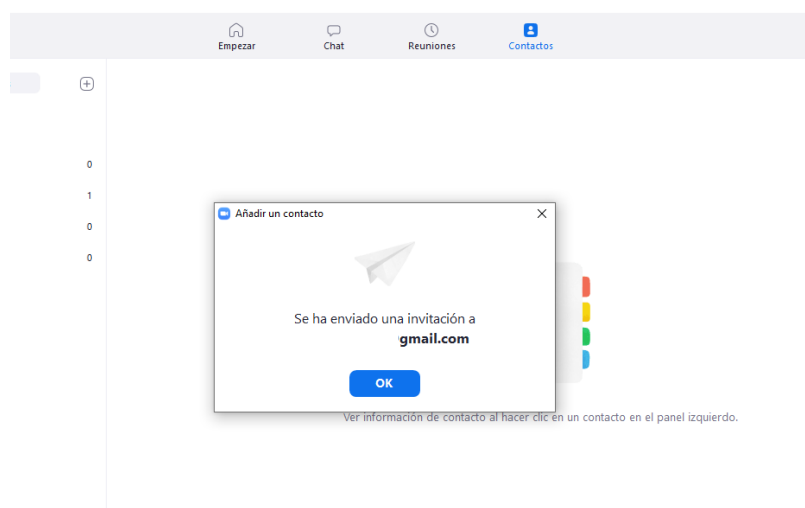 Empezar
Chat
Reuniones
Contactos
0
1
0
0
Añadir un contacto
Se ha enviado una invitación a
gmail.com
OK
Ver información de contacto al hacer clic en un contacto en el panel izquierdo.